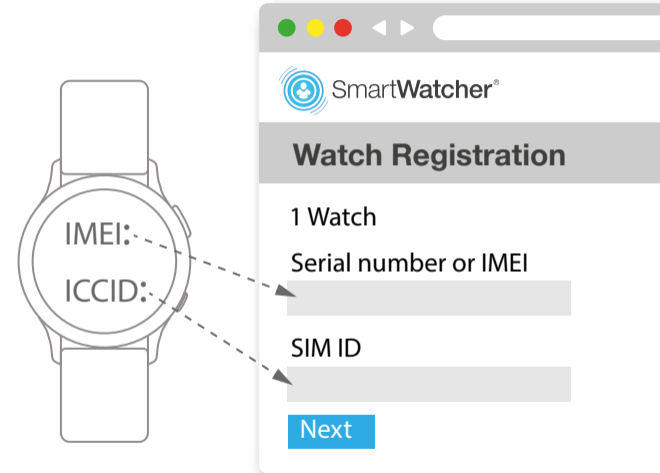 IMEI:
ICCID:
SmartWatcher®
Watch Registration
1 Watch
Serial number or IMEI
SIM ID
Next